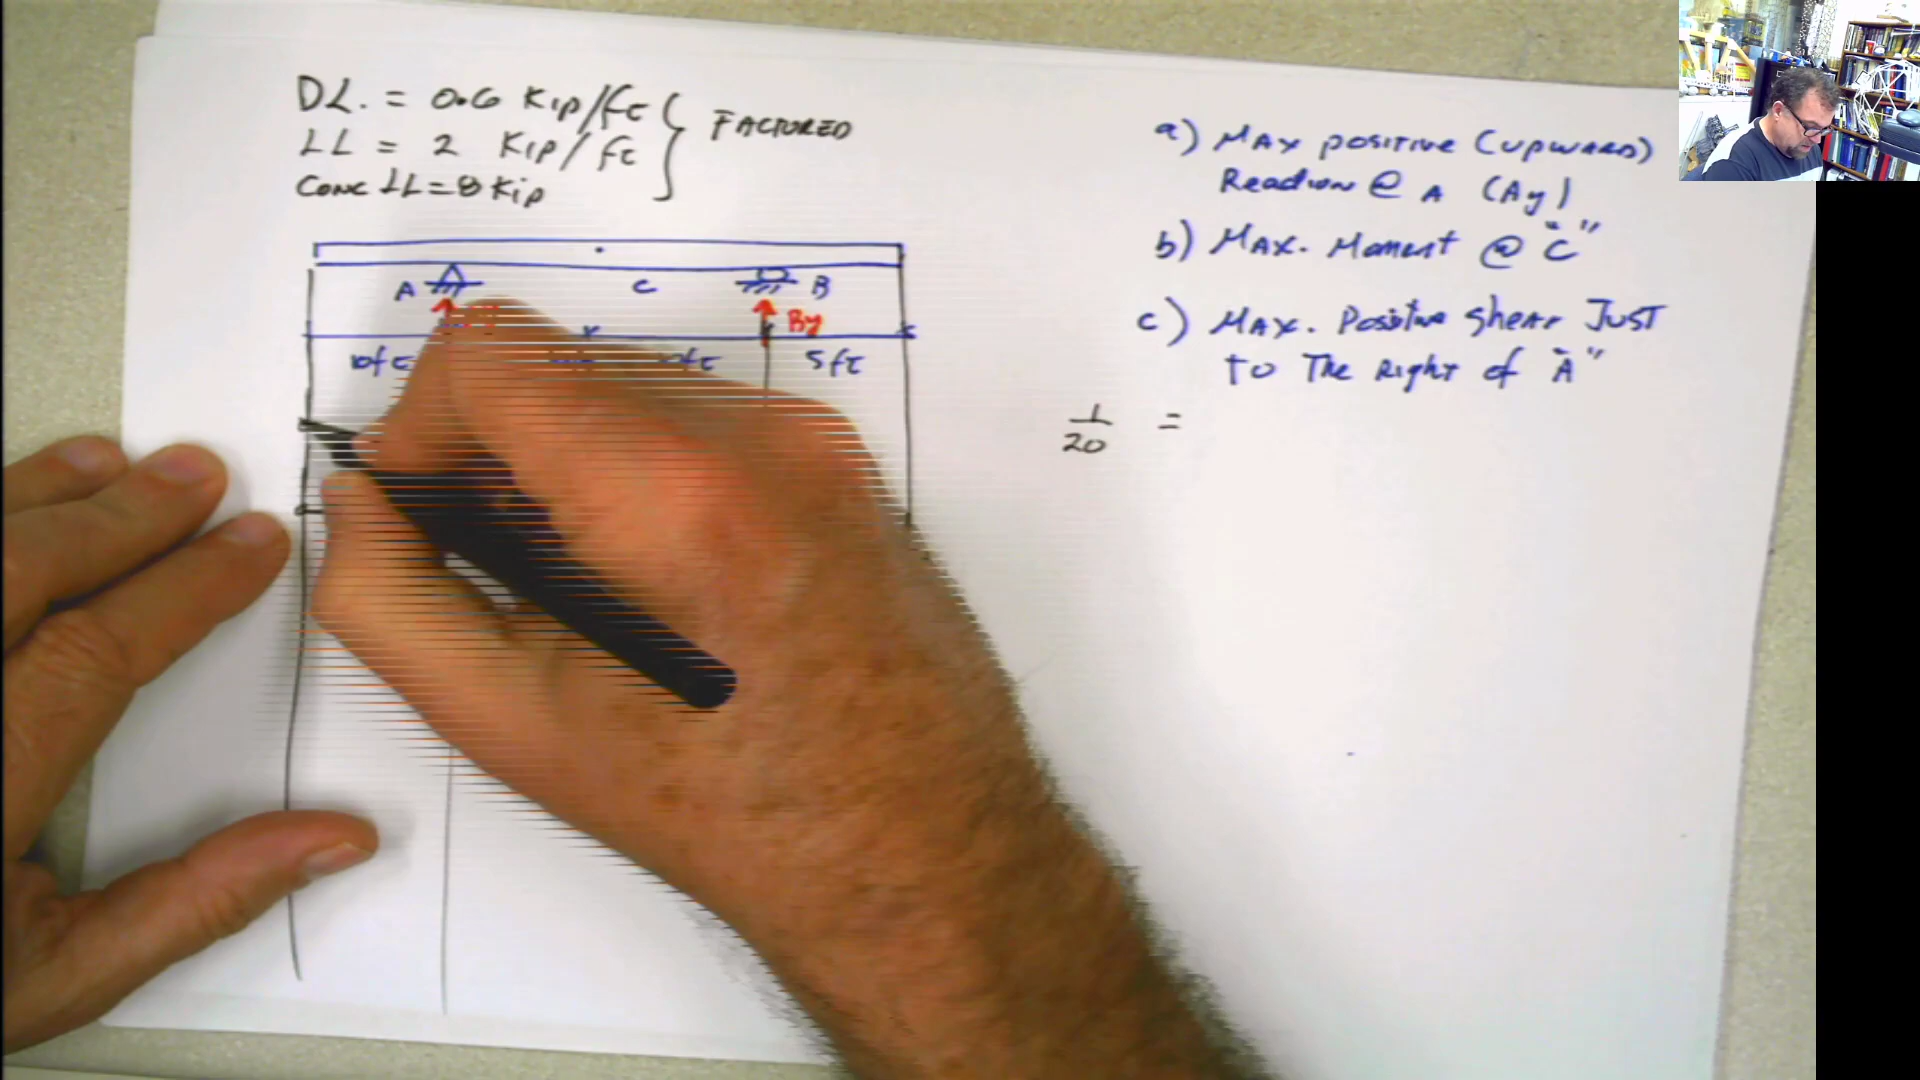 DL. = 0.6 Kip/ft
LL = 2 Kip/ft
Conc LL = 8 Kip
FACTORED
A
C
B
By
10ft
5ft
a) Max positive (upward)
Reaction @ A (Ay)
b) Max. Moment @ "C"
c) Max. Positive Shear JUST
to The Right of "A"
1/20 =